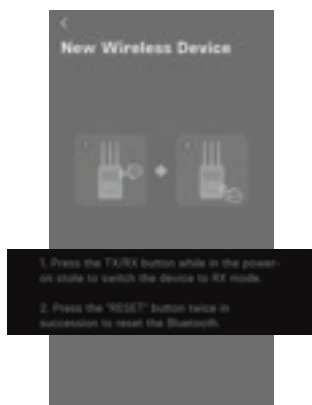 New Wireless Device
1. Press the TX/RX button while in the power-
on state to switch the device to RX mode.
2. Press the "RESET" button twice in
succession to reset the Bluetooth.